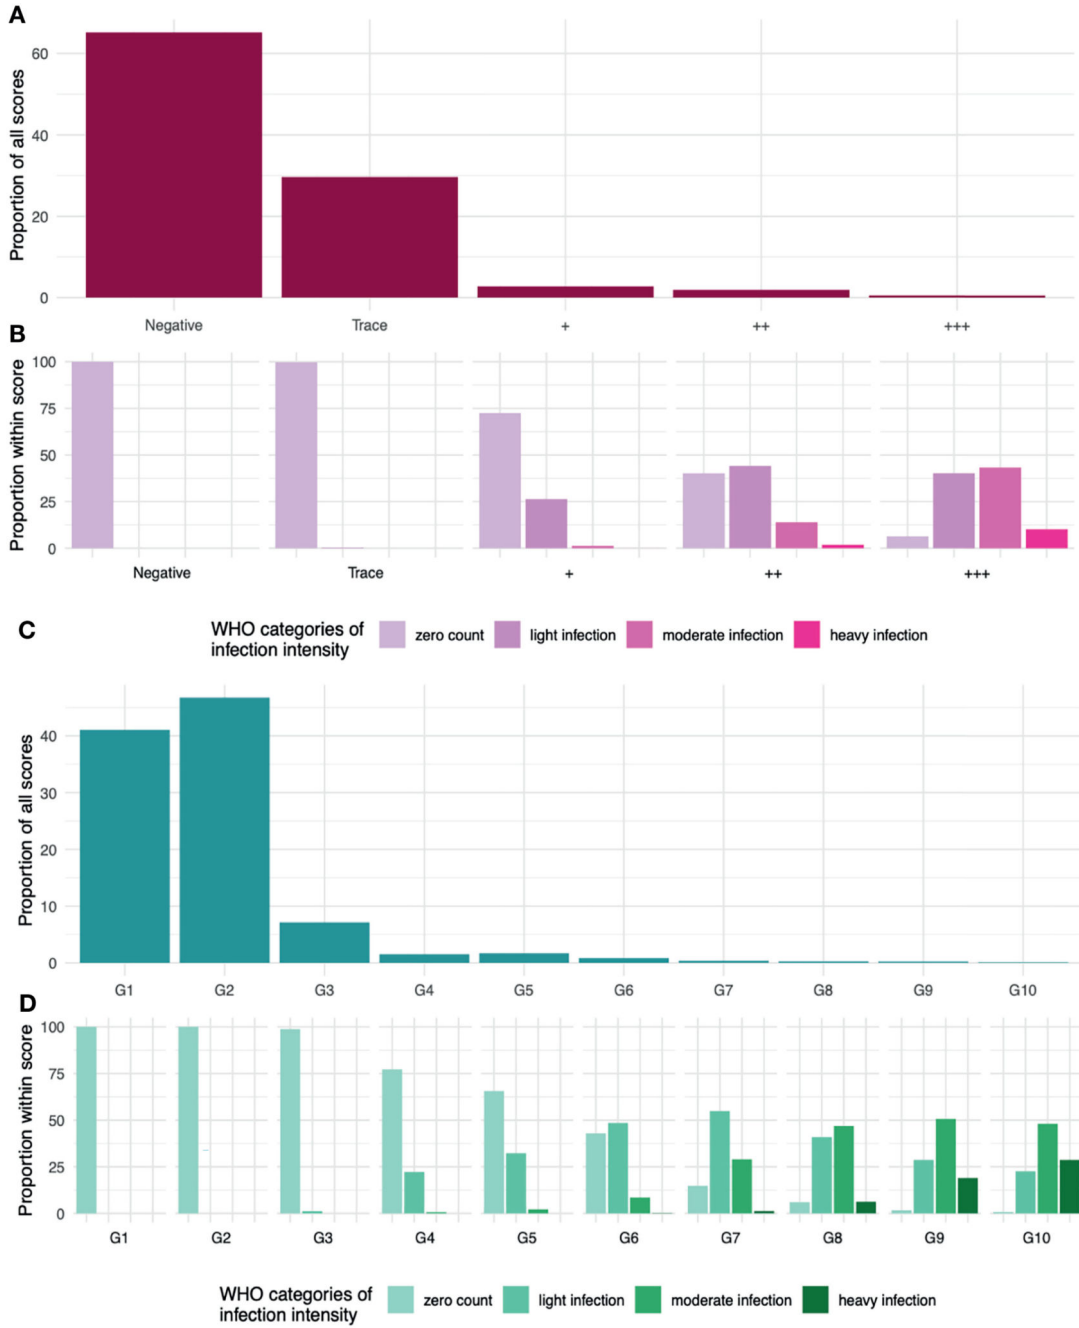 A
Proportion of all scores
60
40
20
0
Negative Trace + ++ +++
B
Proportion within score
100
75
50
25
0
Negative Trace + ++ +++
C
WHO categories of
infection intensity
zero count light infection moderate infection heavy infection
Proportion of all scores
40
30
20
10
0
G1 G2 G3 G4 G5 G6 G7 G8 G9 G10
D
Proportion within score
100
75
50
25
0
G1 G2 G3 G4 G5 G6 G7 G8 G9 G10
WHO categories of
infection intensity
zero count light infection moderate infection heavy infection